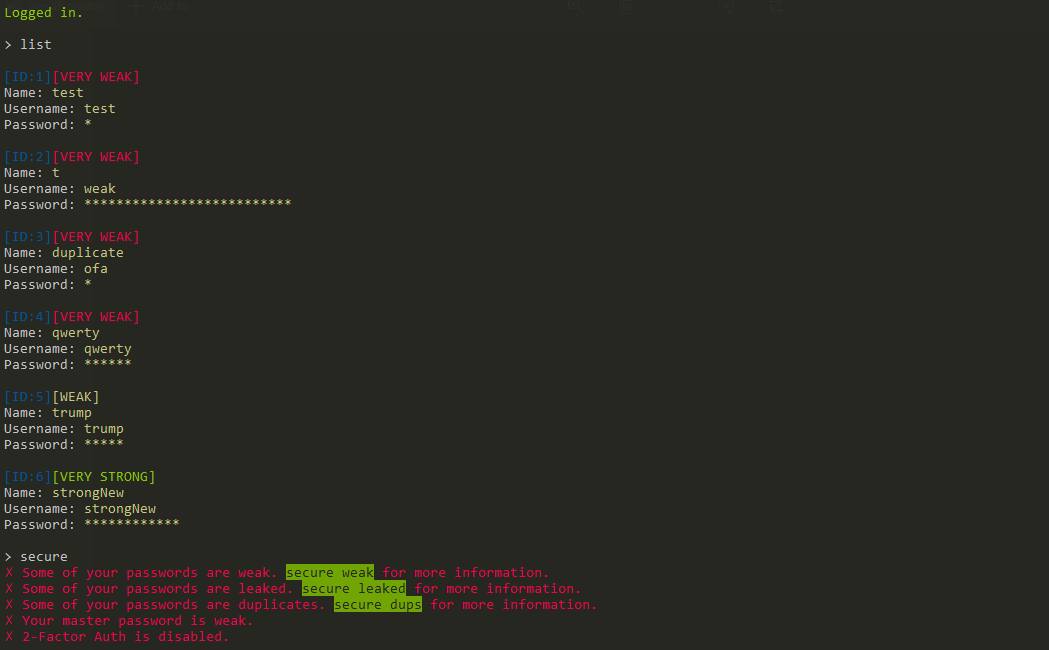 Logged in.
> list
[ID:1][VERY WEAK]
Name: test
Username: test
Password: *
[ID:2][VERY WEAK]
Name: t
Username: weak
Password: **************************
[ID:3][VERY WEAK]
Name: duplicate
Username: ofa
Password: *
[ID:4][VERY WEAK]
Name: qwerty
Username: qwerty
Password: ******
[ID:5][WEAK]
Name: trump
Username: trump
Password: *****
[ID:6][VERY STRONG]
Name: strongNew
Username: strongNew
Password: ************
> secure
✗ Some of your passwords are weak. secure weak for more information.
✗ Some of your passwords are leaked. secure leaked for more information.
✗ Some of your passwords are duplicates. secure dups for more information.
✗ Your master password is weak.
✗ 2-Factor Auth is disabled.